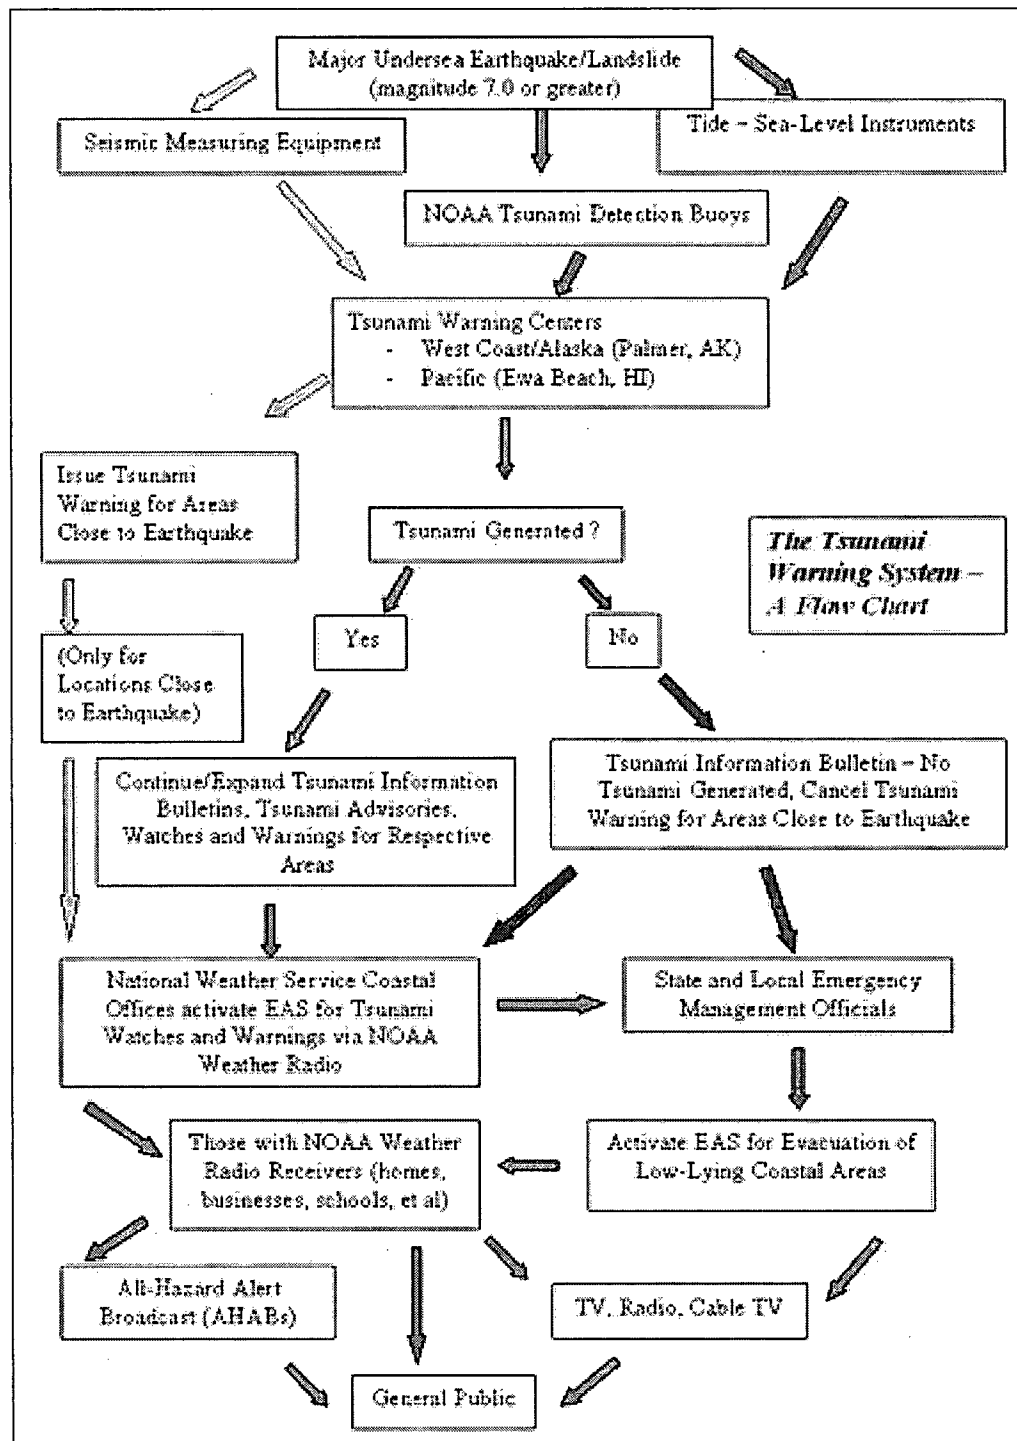 Major Undersea Earthquake/Landslide
(magnitude 7.0 or greater)
Seismic Measuring Equipment
Tide – Sea-Level Instruments
NOAA Tsunami Detection Buoys
Tsunami Warning Centers
- West Coast/Alaska (Palmer, AK)
- Pacific (Ewa Beach, HI)
Issue Tsunami
Warning for Areas
Close to Earthquake
Tsunami Generated ?
The Tsunami
Warning System –
A Flow Chart
Yes
No
(Only for
Locations Close
to Earthquake)
Continue/Expand Tsunami Information
Bulletins, Tsunami Advisories,
Watches and Warnings for Respective
Areas
Tsunami Information Bulletin – No
Tsunami Generated, Cancel Tsunami
Warning for Areas Close to Earthquake
National Weather Service Coastal
Offices activate EAS for Tsunami
Watches and Warnings via NOAA
Weather Radio
State and Local Emergency
Management Officials
Those with NOAA Weather
Radio Receivers (homes,
businesses, schools, et al)
Activate EAS for Evacuation of
Low-Lying Coastal Areas
All-Hazard Alert
Broadcast (AHABs)
TV, Radio, Cable TV
General Public